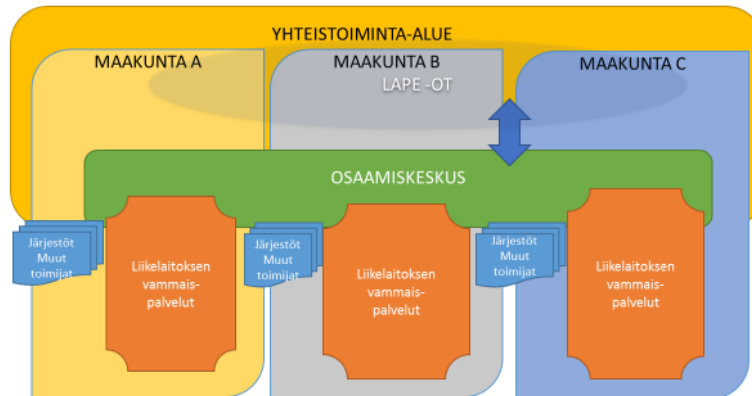 YHTEISTOIMINTA-ALUE
MAAKUNTA A
MAAKUNTA B
MAAKUNTA C
LAPE -OT
OSAAMISKESKUS
Järjestöt
Muut
toimijat
Liikelaitoksen
vammais-
palvelut
Järjestöt
Muut
toimijat
Liikelaitoksen
vammais-
palvelut
Järjestöt
Muut
toimijat
Liikelaitoksen
vammais-
palvelut